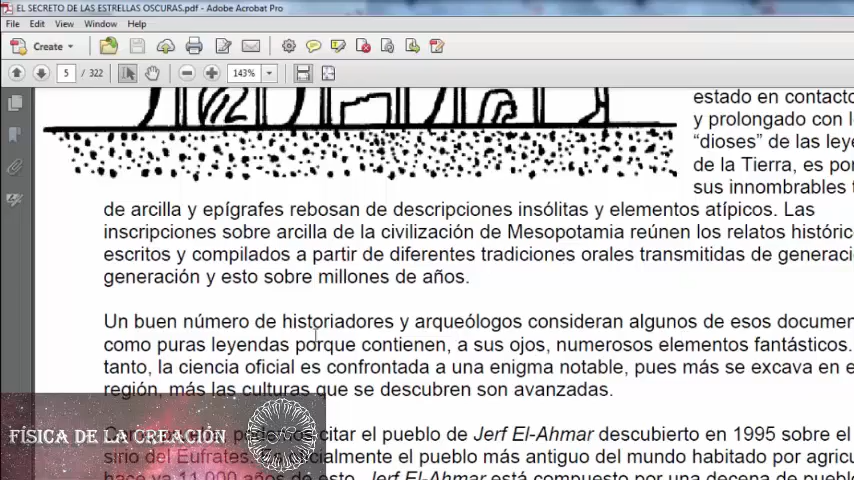 EL SECRETO DE LAS ESTRELLAS OSCURAS.pdf - Adobe Acrobat Pro
File Edit View Window Help
Create
5 / 322 143%
estado en contacto
y prolongado con l
“dioses” de las ley
de la Tierra, es po
sus innombrables
de arcilla y epígrafes rebosan de descripciones insólitas y elementos atípicos. Las
inscripciones sobre arcilla de la civilización de Mesopotamia reúnen los relatos históric
escritos y compilados a partir de diferentes tradiciones orales transmitidas de generaci
generación y esto sobre millones de años.
Un buen número de historiadores y arqueólogos consideran algunos de esos documen
como puras leyendas porque contienen, a sus ojos, numerosos elementos fantásticos.
tanto, la ciencia oficial es confrontada a una enigma notable, pues más se excava en e
región, más las culturas que se descubren son avanzadas.
citar el pueblo de Jerf El-Ahmar descubierto en 1995 sobre el
sirio del Eufrates. el pueblo más antiguo del mundo habitado por agric
hace ya 11.000 años de esto. Jerf El-Ahmar está compuesto por una decena de pueblo
FÍSICA DE LA CREACIÓN